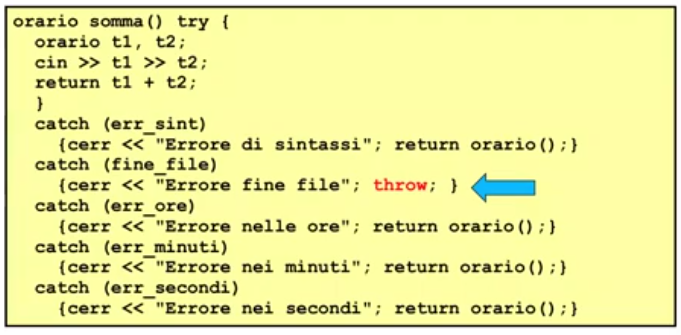 orario somma() try {
orario t1, t2;
cin >> t1 >> t2;
return t1 + t2;
}
catch (err_sint)
{cerr << "Errore di sintassi"; return orario();}
catch (fine_file)
{cerr << "Errore fine file"; throw; }
catch (err_ore)
{cerr << "Errore nelle ore"; return orario();}
catch (err_minuti)
{cerr << "Errore nei minuti"; return orario();}
catch (err_secondi)
{cerr << "Errore nei secondi"; return orario();}